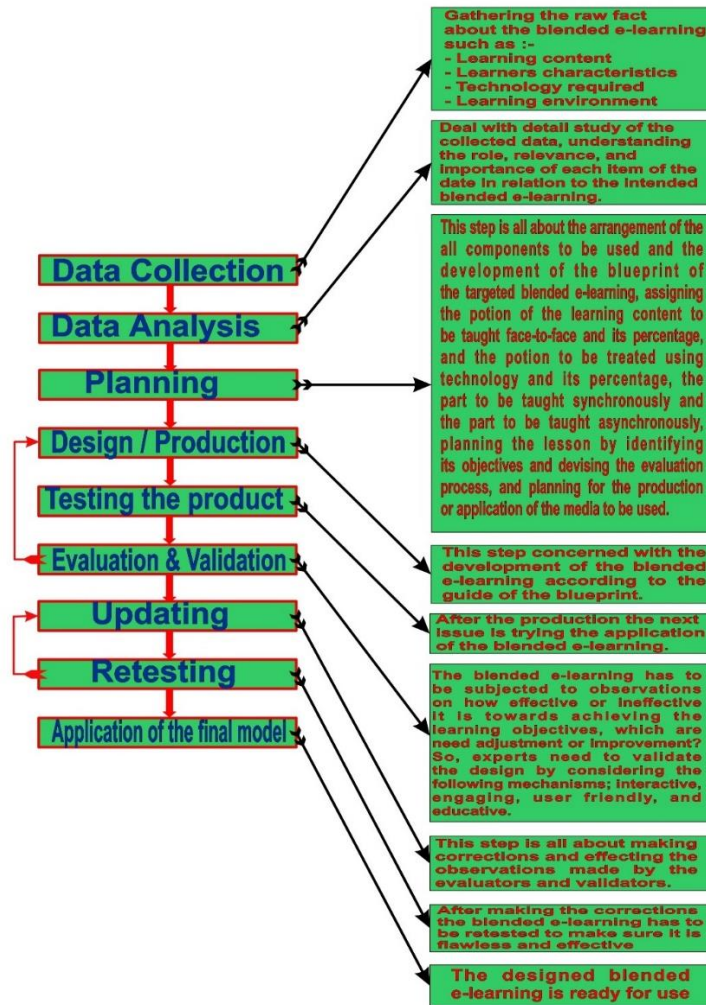 Data Collection
Data Analysis
Planning
Design / Production
Testing the product
Evaluation & Validation
Updating
Retesting
Application of the final model
Gathering the raw fact
about the blended e-learning
such as :-
- Learning content
- Learners characteristics
- Technology required
- Learning environment
Deal with detail study of the
collected data, understanding
the role, relevance, and
importance of each item of the
date in relation to the intended
blended e-learning.
This step is all about the arrangement of the
all components to be used and the
development of the blueprint of
the targeted blended e-learning, assigning
the potion of the learning content to
be taught face-to-face and its percentage,
and the potion to be treated using
technology and its percentage, the
part to be taught synchronously and
the part to be taught asynchronously,
planning the lesson by identifying
its objectives and devising the evaluation
process, and planning for the production
or application of the media to be used.
This step concerned with the
development of the blended
e-learning according to the
guide of the blueprint.
After the production the next
issue is trying the application
of the blended e-learning.
The blended e-learning has to
be subjected to observations
on how effective or ineffective
it is towards achieving the
learning objectives, which are
need adjustment or improvement?
So, experts need to validate
the design by considering the
following mechanisms; interactive,
engaging, user friendly, and
educative.
This step is all about making
corrections and effecting the
observations made by the
evaluators and validators.
After making the corrections
the blended e-learning has to
be retested to make sure it is
flawless and effective
The designed blended
e-learning is ready for use